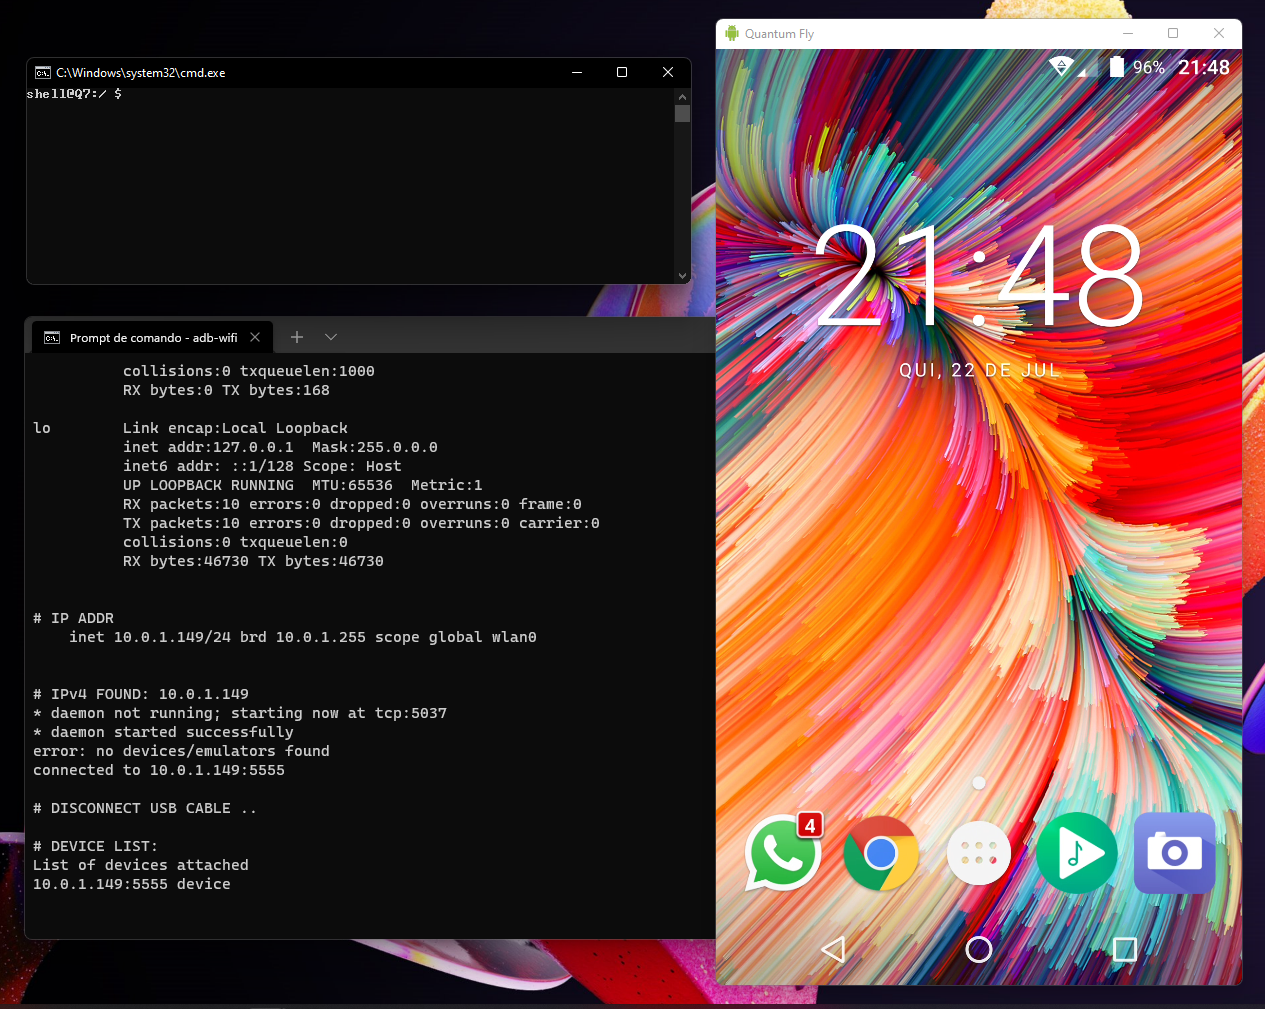 C:\Windows\system32\cmd.exe
shell@Q7:/ $
Prompt de comando - adb-wifi
collisions:0 txqueuelen:1000
RX bytes:0 TX bytes:168
lo        Link encap:Local Loopback
inet addr:127.0.0.1  Mask:255.0.0.0
inet6 addr: ::1/128 Scope: Host
UP LOOPBACK RUNNING  MTU:65536  Metric:1
RX packets:10 errors:0 dropped:0 overruns:0 frame:0
TX packets:10 errors:0 dropped:0 overruns:0 carrier:0
collisions:0 txqueuelen:0
RX bytes:46730 TX bytes:46730
# IP ADDR
inet 10.0.1.149/24 brd 10.0.1.255 scope global wlan0
# IPv4 FOUND: 10.0.1.149
* daemon not running; starting now at tcp:5037
* daemon started successfully
error: no devices/emulators found
connected to 10.0.1.149:5555
# DISCONNECT USB CABLE ..
# DEVICE LIST:
List of devices attached
10.0.1.149:5555 device
Quantum Fly
96% 21:48
21:48
QUI, 22 DE JUL
4